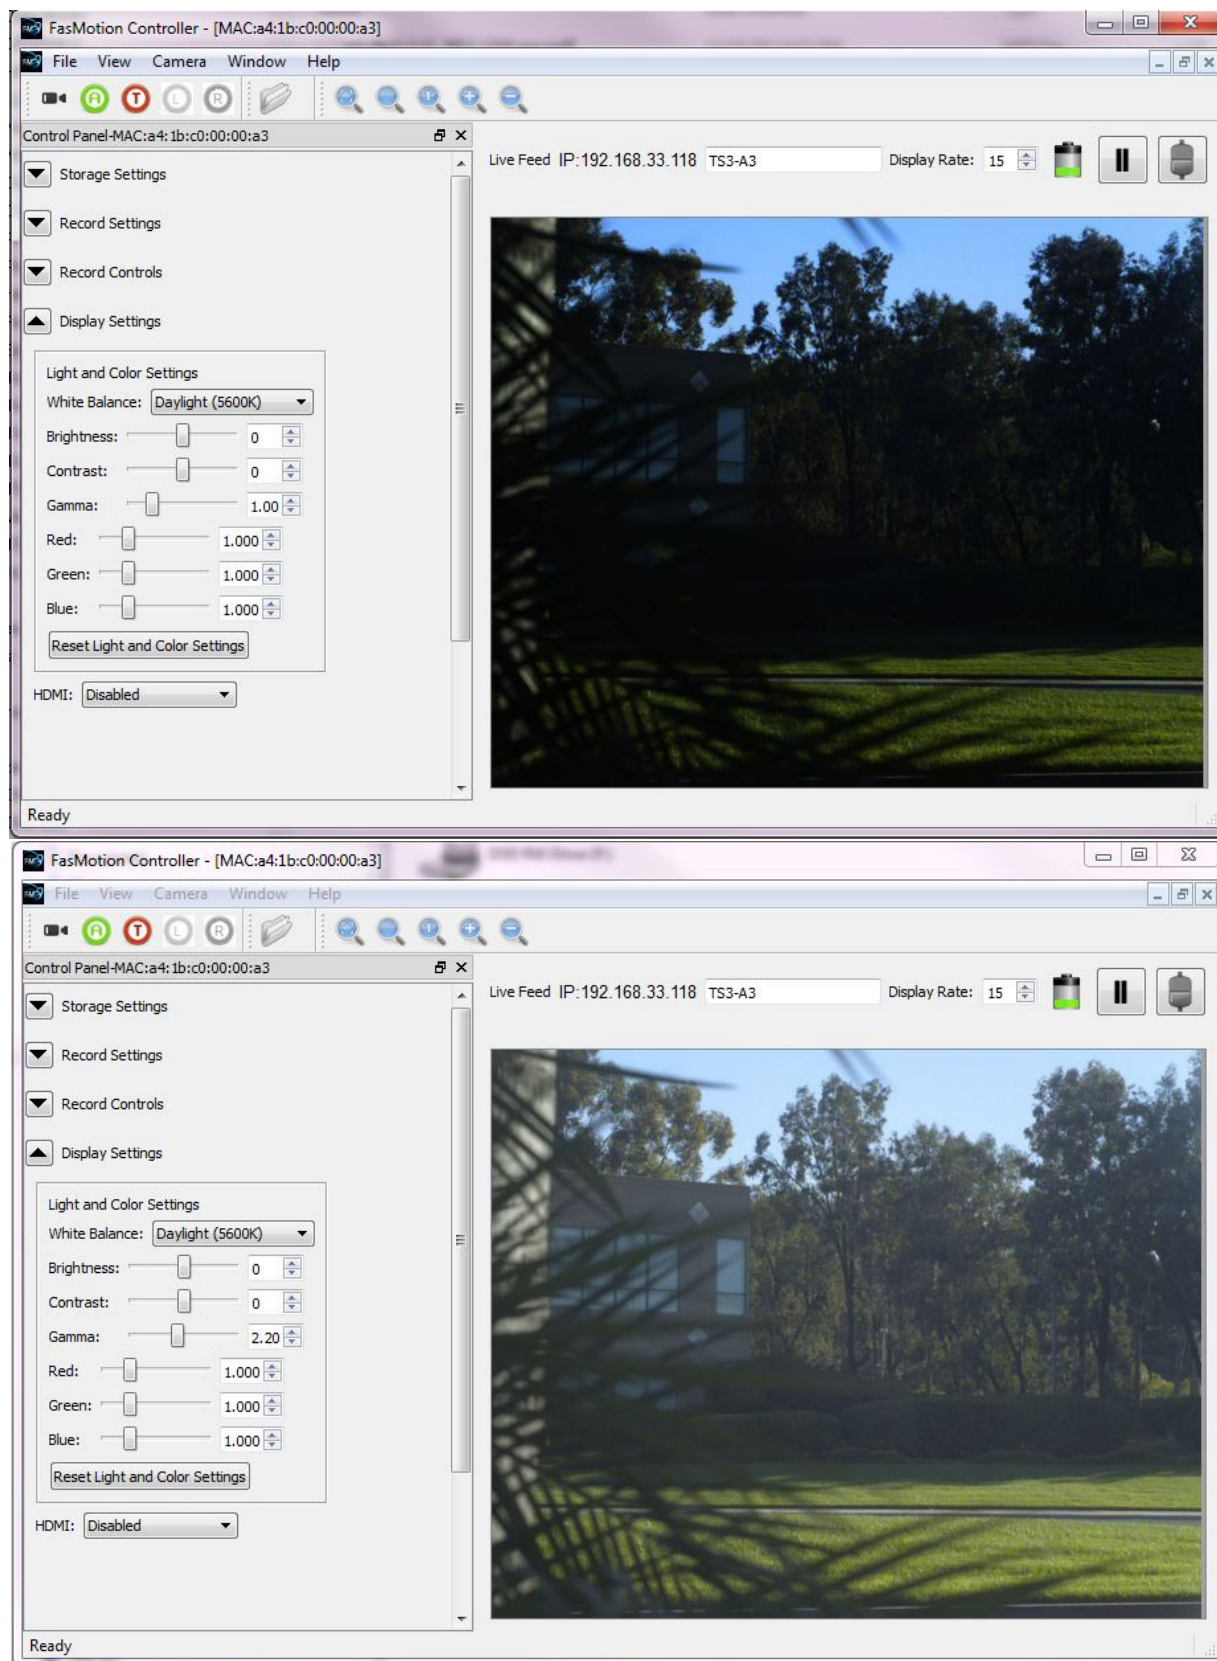 FasMotion Controller - [MAC:a4:1b:c0:00:00:a3]
File View Camera Window Help
A T L R
Control Panel-MAC:a4:1b:c0:00:00:a3
Live Feed IP:192.168.33.118 TS3-A3 Display Rate: 15
Storage Settings
Record Settings
Record Controls
Display Settings
Light and Color Settings
White Balance: Daylight (5600K)
Brightness: 0
Contrast: 0
Gamma: 1.00
Red: 1.000
Green: 1.000
Blue: 1.000
Reset Light and Color Settings
HDMI: Disabled
Ready
FasMotion Controller - [MAC:a4:1b:c0:00:00:a3]
File View Camera Window Help
A T L R
Control Panel-MAC:a4:1b:c0:00:00:a3
Live Feed IP:192.168.33.118 TS3-A3 Display Rate: 15
Storage Settings
Record Settings
Record Controls
Display Settings
Light and Color Settings
White Balance: Daylight (5600K)
Brightness: 0
Contrast: 0
Gamma: 2.20
Red: 1.000
Green: 1.000
Blue: 1.000
Reset Light and Color Settings
HDMI: Disabled
Ready